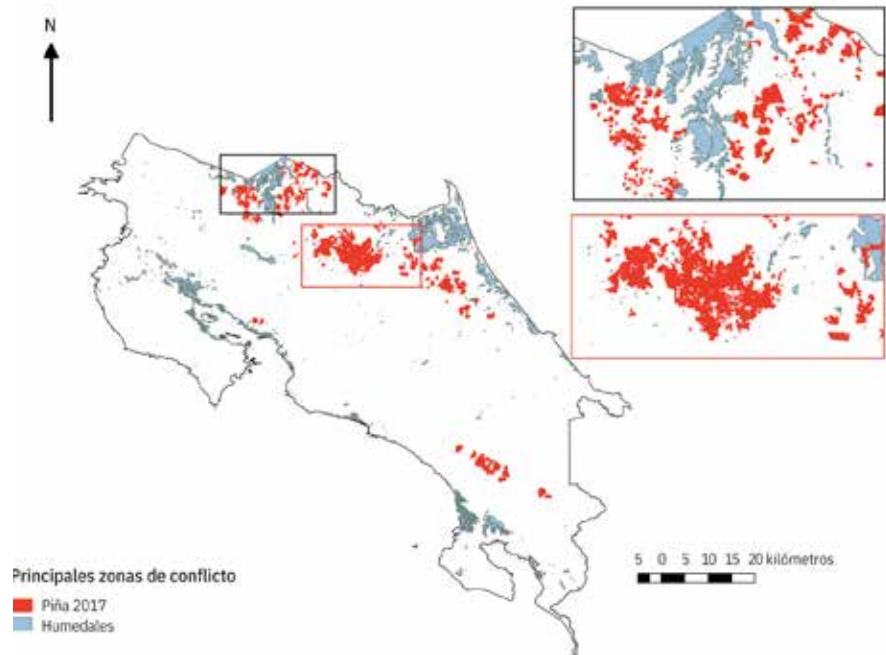 N
5 0 5 10 15 20 kilómetros
Principales zonas de conflicto
Piña 2017
Humedales